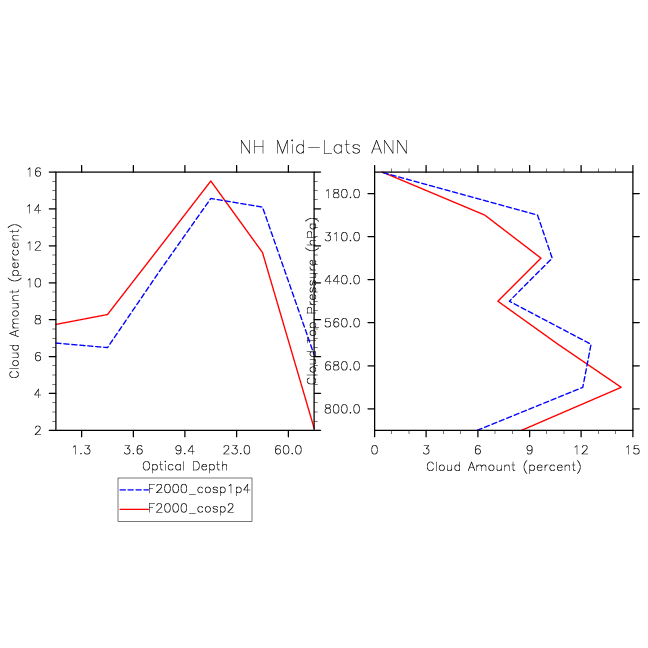 NH Mid-Lats ANN
Cloud Amount (percent)
16
14
12
10
8
6
4
2
1.3 3.6 9.4 23.0 60.0
Optical Depth
Cloud Top Pressure (hPa)
180.0
310.0
440.0
560.0
680.0
800.0
0 3 6 9 12 15
Cloud Amount (percent)
F2000_cosp1p4
F2000_cosp2